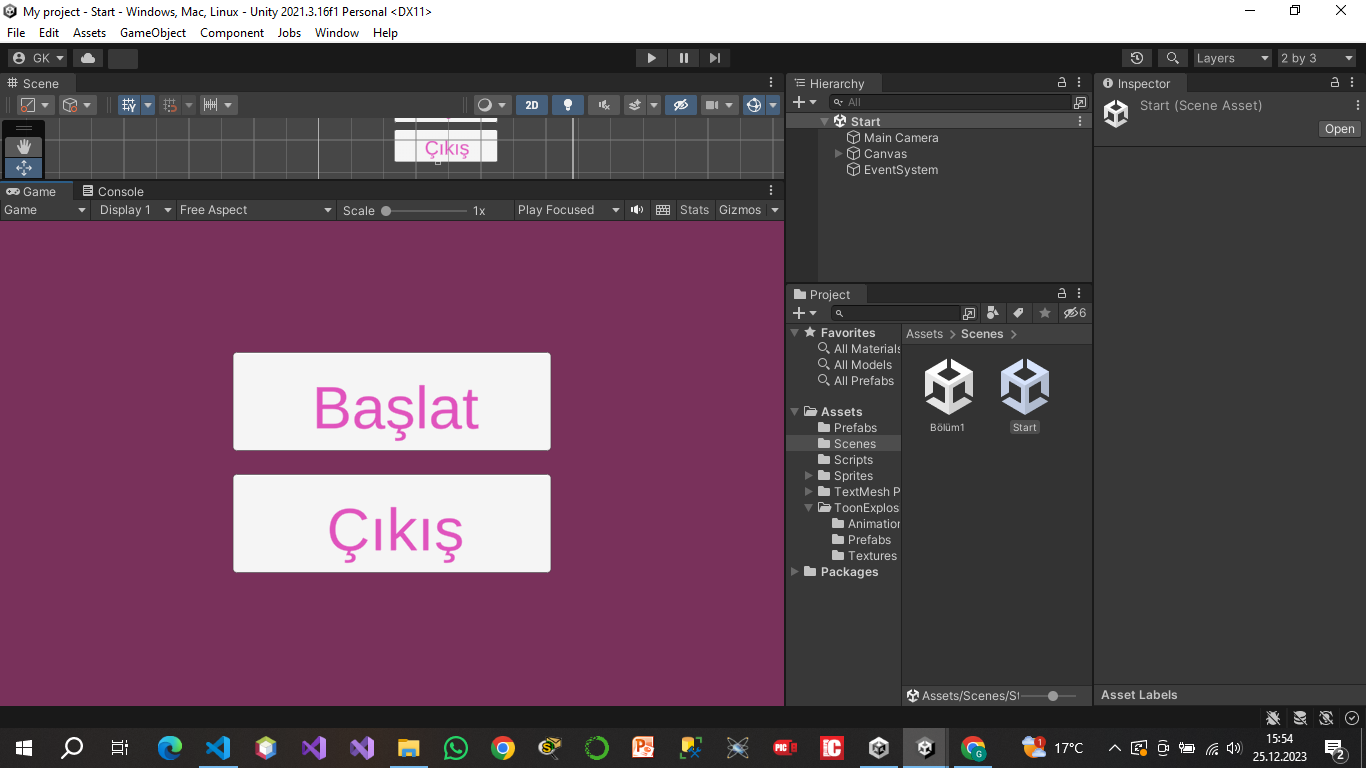 My project - Start - Windows, Mac, Linux - Unity 2021.3.16f1 Personal <DX11>
File Edit Assets GameObject Component Jobs Window Help
GK
Layers
2 by 3
Scene
2D
Çıkış
Game
Console
Game
Display 1
Free Aspect
Scale
1x
Play Focused
Stats
Gizmos
Başlat
Çıkış
Hierarchy
All
Start
Main Camera
Canvas
EventSystem
Project
6
Favorites
All Materials
All Models
All Prefabs
Assets
Prefabs
Scenes
Scripts
Sprites
TextMesh P
ToonExplos
Animation
Prefabs
Textures
Packages
Assets > Scenes >
Bölüm1
Start
Assets/Scenes/St
Inspector
Start (Scene Asset)
Open
Asset Labels
PIC
iC
G
1
17°C
15:54
25.12.2023
2